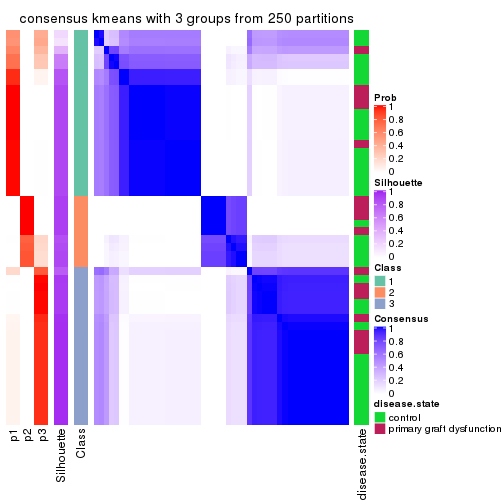 consensus kmeans with 3 groups from 250 partitions
Prob
1
0.8
0.6
0.4
0.2
0
Silhouette
1
0.8
0.6
0.4
0.2
0
Class
1
2
3
Consensus
1
0.8
0.6
0.4
0.2
0
disease.state
control
primary graft dysfunction
p1
p2
p3
Silhouette
Class
disease.state